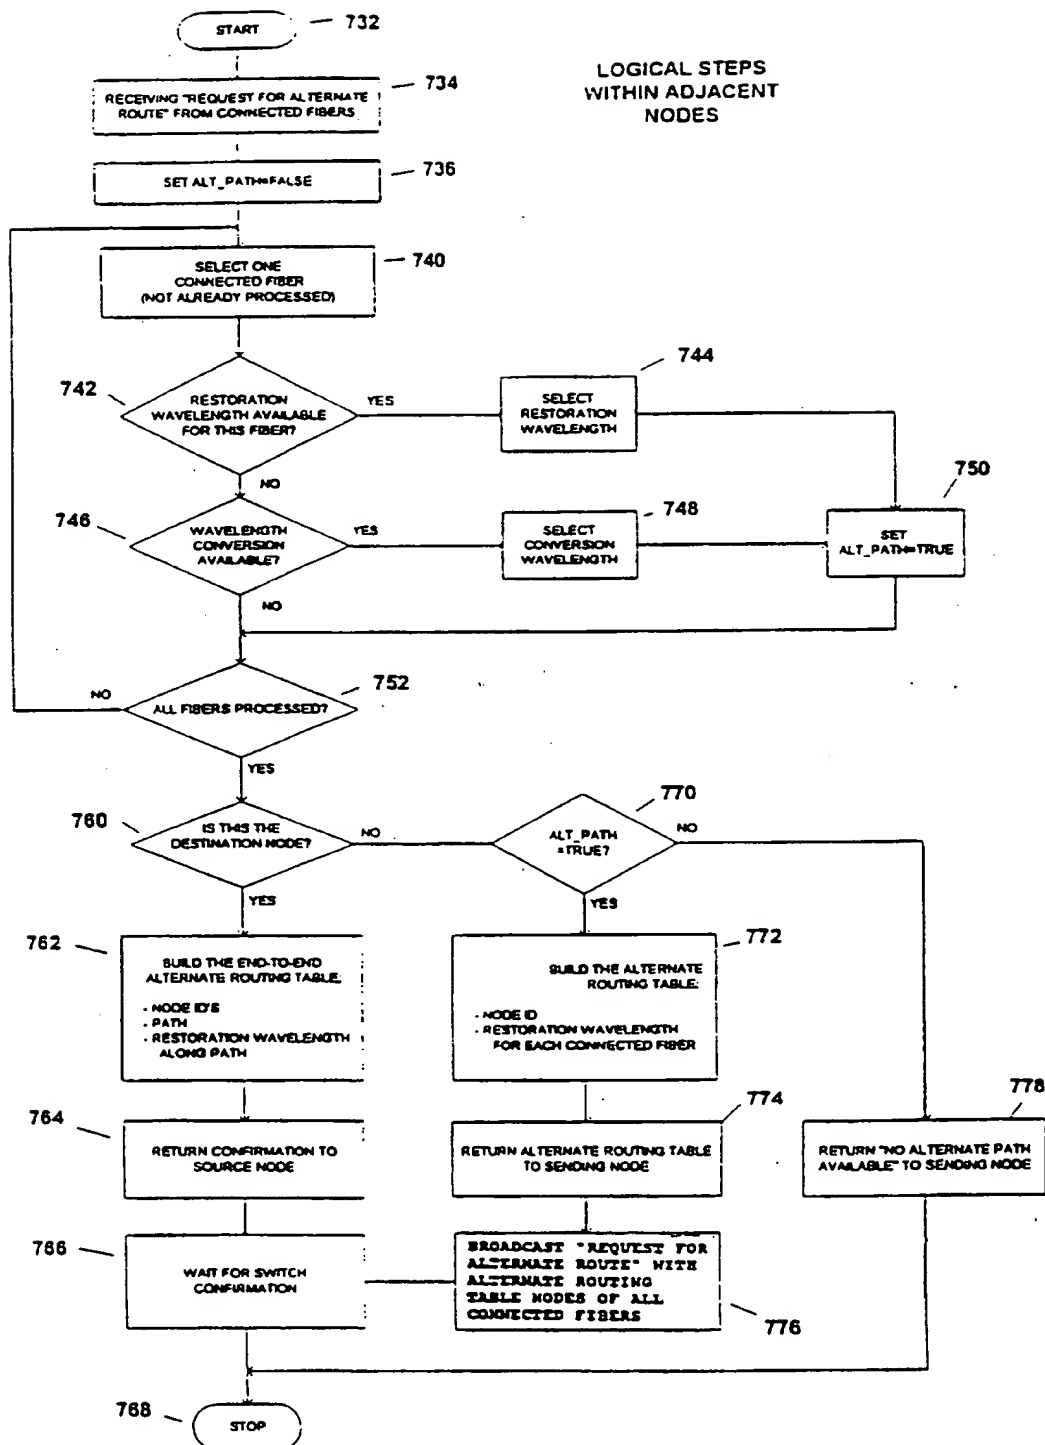 START
732
LOGICAL STEPS
WITHIN ADJACENT
NODES
RECEIVING "REQUEST FOR ALTERNATE
ROUTE" FROM CONNECTED FIBERS
734
SET ALT_PATH=FALSE
736
SELECT ONE
CONNECTED FIBER
(NOT ALREADY PROCESSED)
740
742
RESTORATION
WAVELENGTH AVAILABLE
FOR THIS FIBER?
YES
744
SELECT
RESTORATION
WAVELENGTH
NO
746
WAVELENGTH
CONVERSION
AVAILABLE?
YES
748
SELECT
CONVERSION
WAVELENGTH
750
SET
ALT_PATH=TRUE
NO
752
NO
ALL FIBERS PROCESSED?
YES
760
IS THIS THE
DESTINATION NODE?
NO
770
ALT_PATH
=TRUE?
NO
YES
YES
762
BUILD THE END-TO-END
ALTERNATE ROUTING TABLE:
- NODE ID'S
- PATH
- RESTORATION WAVELENGTH
ALONG PATH
772
BUILD THE ALTERNATE
ROUTING TABLE:
- NODE ID
- RESTORATION WAVELENGTH
FOR EACH CONNECTED FIBER
764
RETURN CONFIRMATION TO
SOURCE NODE
774
RETURN ALTERNATE ROUTING TABLE
TO SENDING NODE
778
RETURN "NO ALTERNATE PATH
AVAILABLE" TO SENDING NODE
766
WAIT FOR SWITCH
CONFIRMATION
BROADCAST "REQUEST FOR
ALTERNATE ROUTE" WITH
ALTERNATE ROUTING
TABLE NODES OF ALL
CONNECTED FIBERS
776
768
STOP